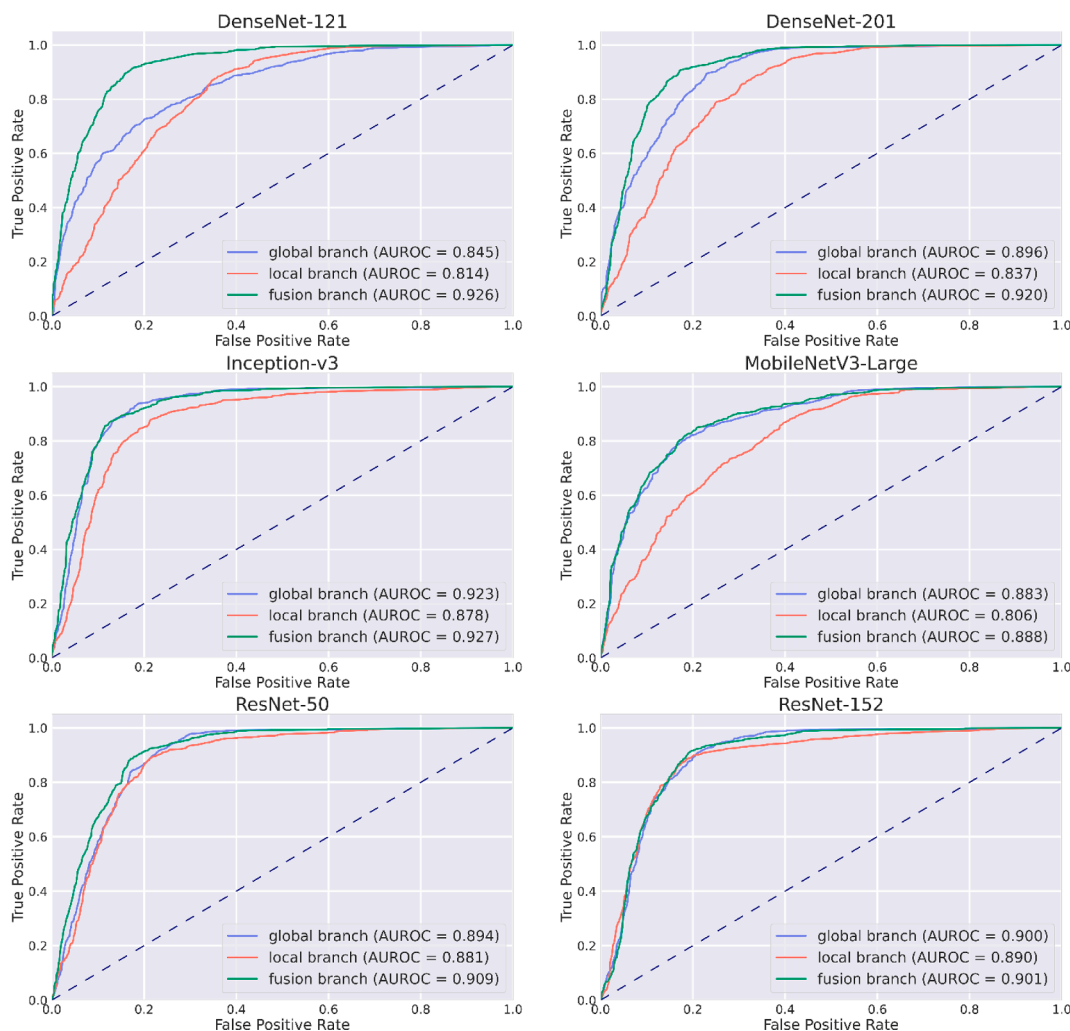 DenseNet-121
True Positive Rate
1.0
0.8
0.6
0.4
0.2
0.0
global branch (AUROC = 0.845)
local branch (AUROC = 0.814)
fusion branch (AUROC = 0.926)
0.0 0.2 0.4 0.6 0.8 1.0
False Positive Rate
DenseNet-201
True Positive Rate
1.0
0.8
0.6
0.4
0.2
0.0
global branch (AUROC = 0.896)
local branch (AUROC = 0.837)
fusion branch (AUROC = 0.920)
0.0 0.2 0.4 0.6 0.8 1.0
False Positive Rate
Inception-v3
True Positive Rate
1.0
0.8
0.6
0.4
0.2
0.0
global branch (AUROC = 0.923)
local branch (AUROC = 0.878)
fusion branch (AUROC = 0.927)
0.0 0.2 0.4 0.6 0.8 1.0
False Positive Rate
MobileNetV3-Large
True Positive Rate
1.0
0.8
0.6
0.4
0.2
0.0
global branch (AUROC = 0.883)
local branch (AUROC = 0.806)
fusion branch (AUROC = 0.888)
0.0 0.2 0.4 0.6 0.8 1.0
False Positive Rate
ResNet-50
True Positive Rate
1.0
0.8
0.6
0.4
0.2
0.0
global branch (AUROC = 0.894)
local branch (AUROC = 0.881)
fusion branch (AUROC = 0.909)
0.0 0.2 0.4 0.6 0.8 1.0
False Positive Rate
ResNet-152
True Positive Rate
1.0
0.8
0.6
0.4
0.2
0.0
global branch (AUROC = 0.900)
local branch (AUROC = 0.890)
fusion branch (AUROC = 0.901)
0.0 0.2 0.4 0.6 0.8 1.0
False Positive Rate